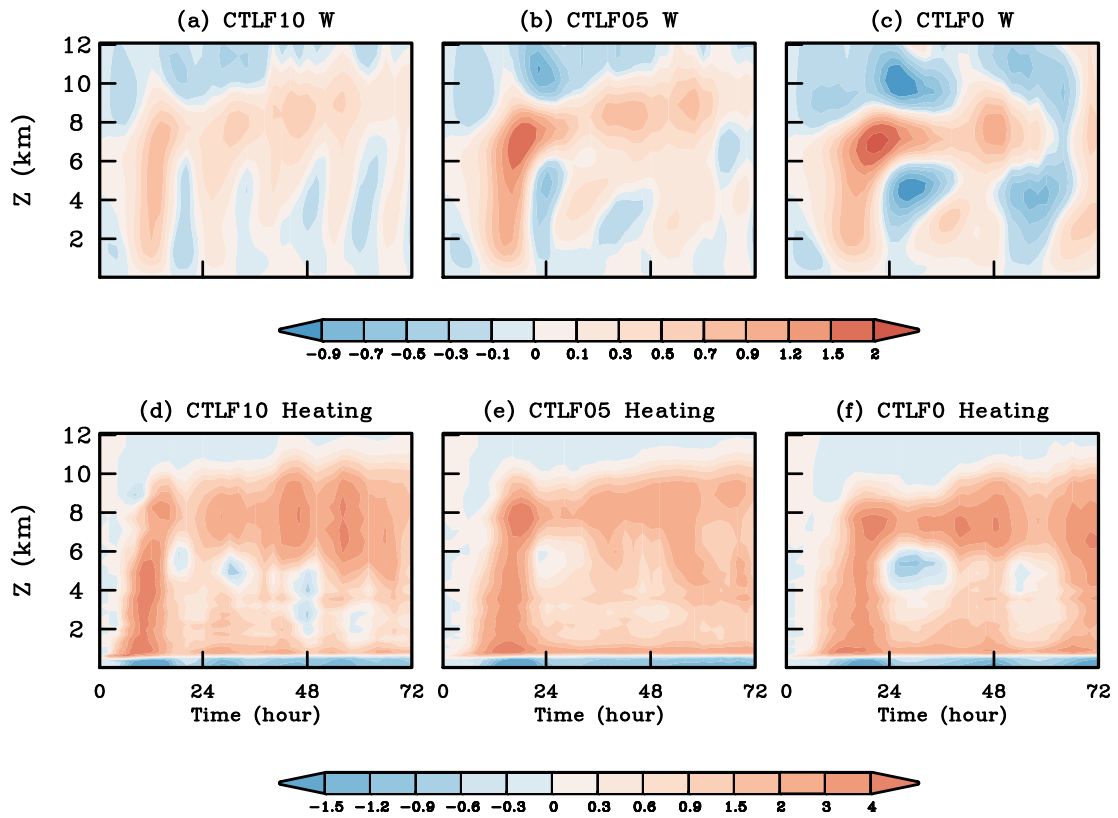 (a) CTLF10 W
(b) CTLF05 W
(c) CTLF0 W
Z (km)
12
10
8
6
4
2
-0.9 -0.7 -0.5 -0.3 -0.1 0 0.1 0.3 0.5 0.7 0.9 1.2 1.5 2
(d) CTLF10 Heating
(e) CTLF05 Heating
(f) CTLF0 Heating
Z (km)
12
10
8
6
4
2
0 24 48 72
0 24 48 72
0 24 48 72
Time (hour)
Time (hour)
Time (hour)
-1.5 -1.2 -0.9 -0.6 -0.3 0 0.3 0.6 0.9 1.5 2 3 4